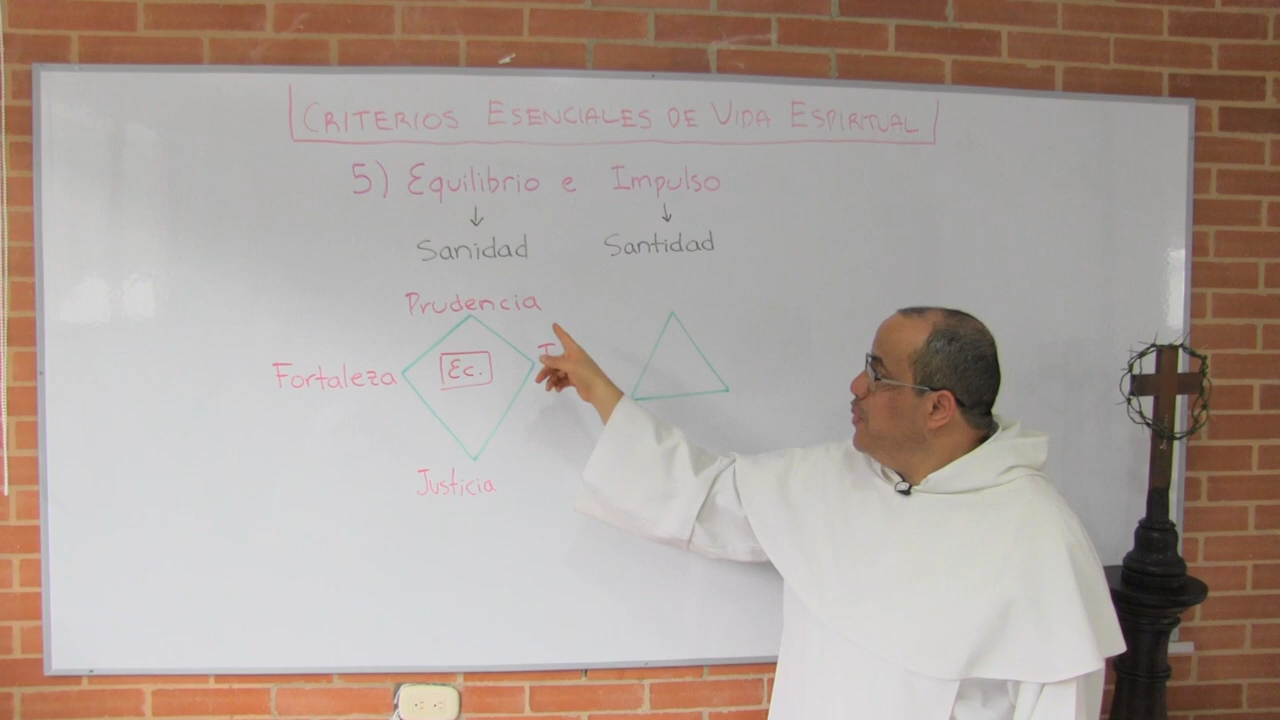 CRITERIOS ESENCIALES DE VIDA ESPIRITUAL
5) Equilibrio e Impulso
Sanidad Santidad
Prudencia
Fortaleza Ec. T
Justicia